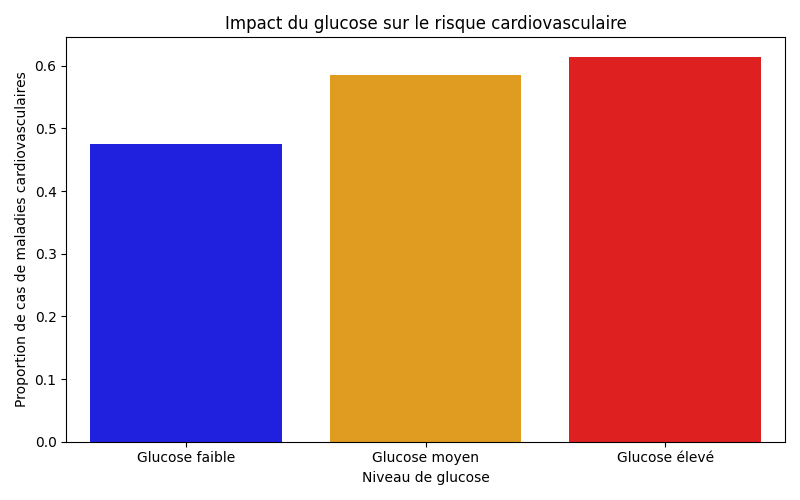 Impact du glucose sur le risque cardiovasculaire
Proportion de cas de maladies cardiovasculaires
0.6
0.5
0.4
0.3
0.2
0.1
0.0
Glucose faible
Glucose moyen
Glucose élevé
Niveau de glucose